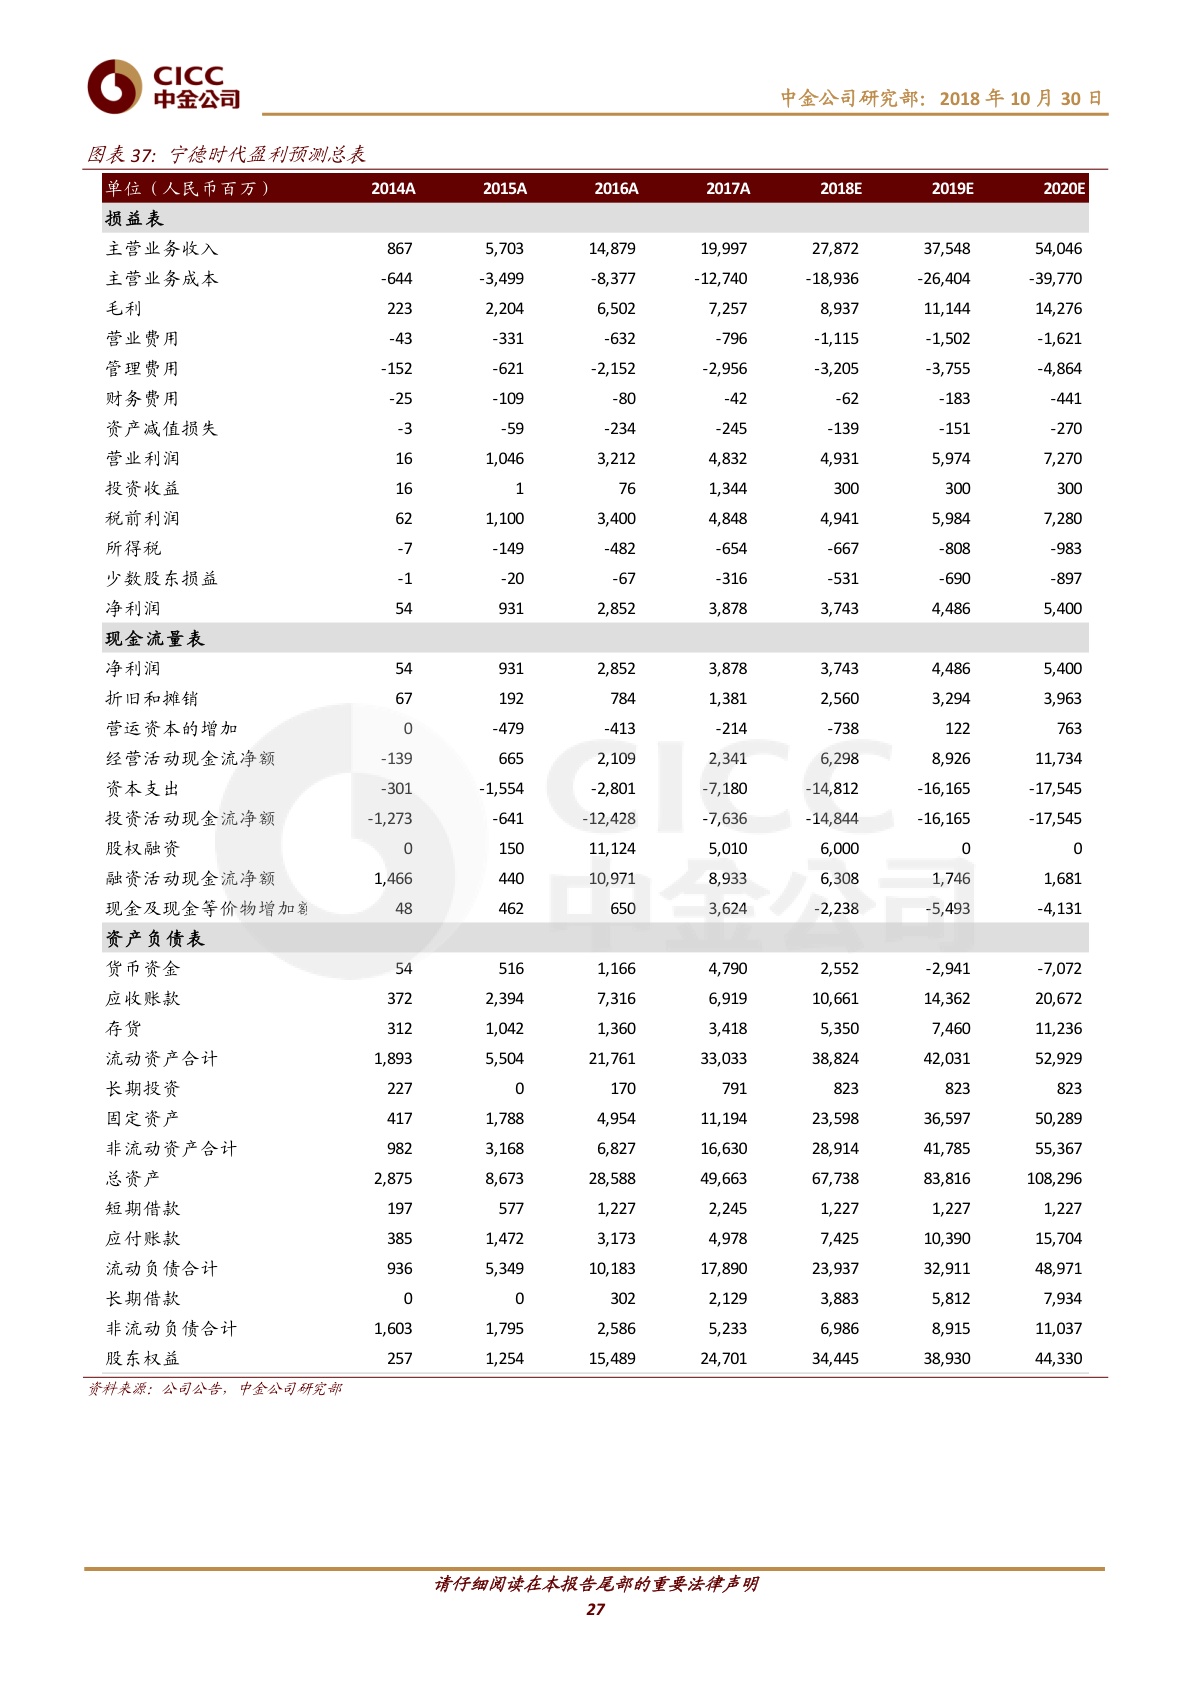 CICC
中金公司
中金公司研究部：2018 年 10 月 30 日
图表 37：宁德时代盈利预测总表
单位（人民币百万） 2014A 2015A 2016A 2017A 2018E 2019E 2020E
损益表
主营业务收入 867 5,703 14,879 19,997 27,872 37,548 54,046
主营业务成本 -644 -3,499 -8,377 -12,740 -18,936 -26,404 -39,770
毛利 223 2,204 6,502 7,257 8,937 11,144 14,276
营业费用 -43 -331 -632 -796 -1,115 -1,502 -1,621
管理费用 -152 -621 -2,152 -2,956 -3,205 -3,755 -4,864
财务费用 -25 -109 -80 -42 -62 -183 -441
资产减值损失 -3 -59 -234 -245 -139 -151 -270
营业利润 16 1,046 3,212 4,832 4,931 5,974 7,270
投资收益 16 1 76 1,344 300 300 300
税前利润 62 1,100 3,400 4,848 4,941 5,984 7,280
所得税 -7 -149 -482 -654 -667 -808 -983
少数股东损益 -1 -20 -67 -316 -531 -690 -897
净利润 54 931 2,852 3,878 3,743 4,486 5,400
现金流量表
净利润 54 931 2,852 3,878 3,743 4,486 5,400
折旧和摊销 67 192 784 1,381 2,560 3,294 3,963
营运资本的增加 0 -479 -413 -214 -738 122 763
经营活动现金流净额 -139 665 2,109 2,341 6,298 8,926 11,734
资本支出 -301 -1,554 -2,801 -7,180 -14,812 -16,165 -17,545
投资活动现金流净额 -1,273 -641 -12,428 -7,636 -14,844 -16,165 -17,545
股权融资 0 150 11,124 5,010 6,000 0 0
融资活动现金流净额 1,466 440 10,971 8,933 6,308 1,746 1,681
现金及现金等价物增加 48 462 650 3,624 -2,238 -5,493 -4,131
资产负债表
货币资金 54 516 1,166 4,790 2,552 -2,941 -7,072
应收账款 372 2,394 7,316 6,919 10,661 14,362 20,672
存货 312 1,042 1,360 3,418 5,350 7,460 11,236
流动资产合计 1,893 5,504 21,761 33,033 38,824 42,031 52,929
长期投资 227 0 170 791 823 823 823
固定资产 417 1,788 4,954 11,194 23,598 36,597 50,289
非流动资产合计 982 3,168 6,827 16,630 28,914 41,785 55,367
总资产 2,875 8,673 28,588 49,663 67,738 83,816 108,296
短期借款 197 577 1,227 2,245 1,227 1,227 1,227
应付账款 385 1,472 3,173 4,978 7,425 10,390 15,704
流动负债合计 936 5,349 10,183 17,890 23,937 32,911 48,971
长期借款 0 0 302 2,129 3,883 5,812 7,934
非流动负债合计 1,603 1,795 2,586 5,233 6,986 8,915 11,037
股东权益 257 1,254 15,489 24,701 34,445 38,930 44,330
资料来源：公司公告，中金公司研究部
CICC
中金公司
请仔细阅读在本报告尾部的重要法律声明
27